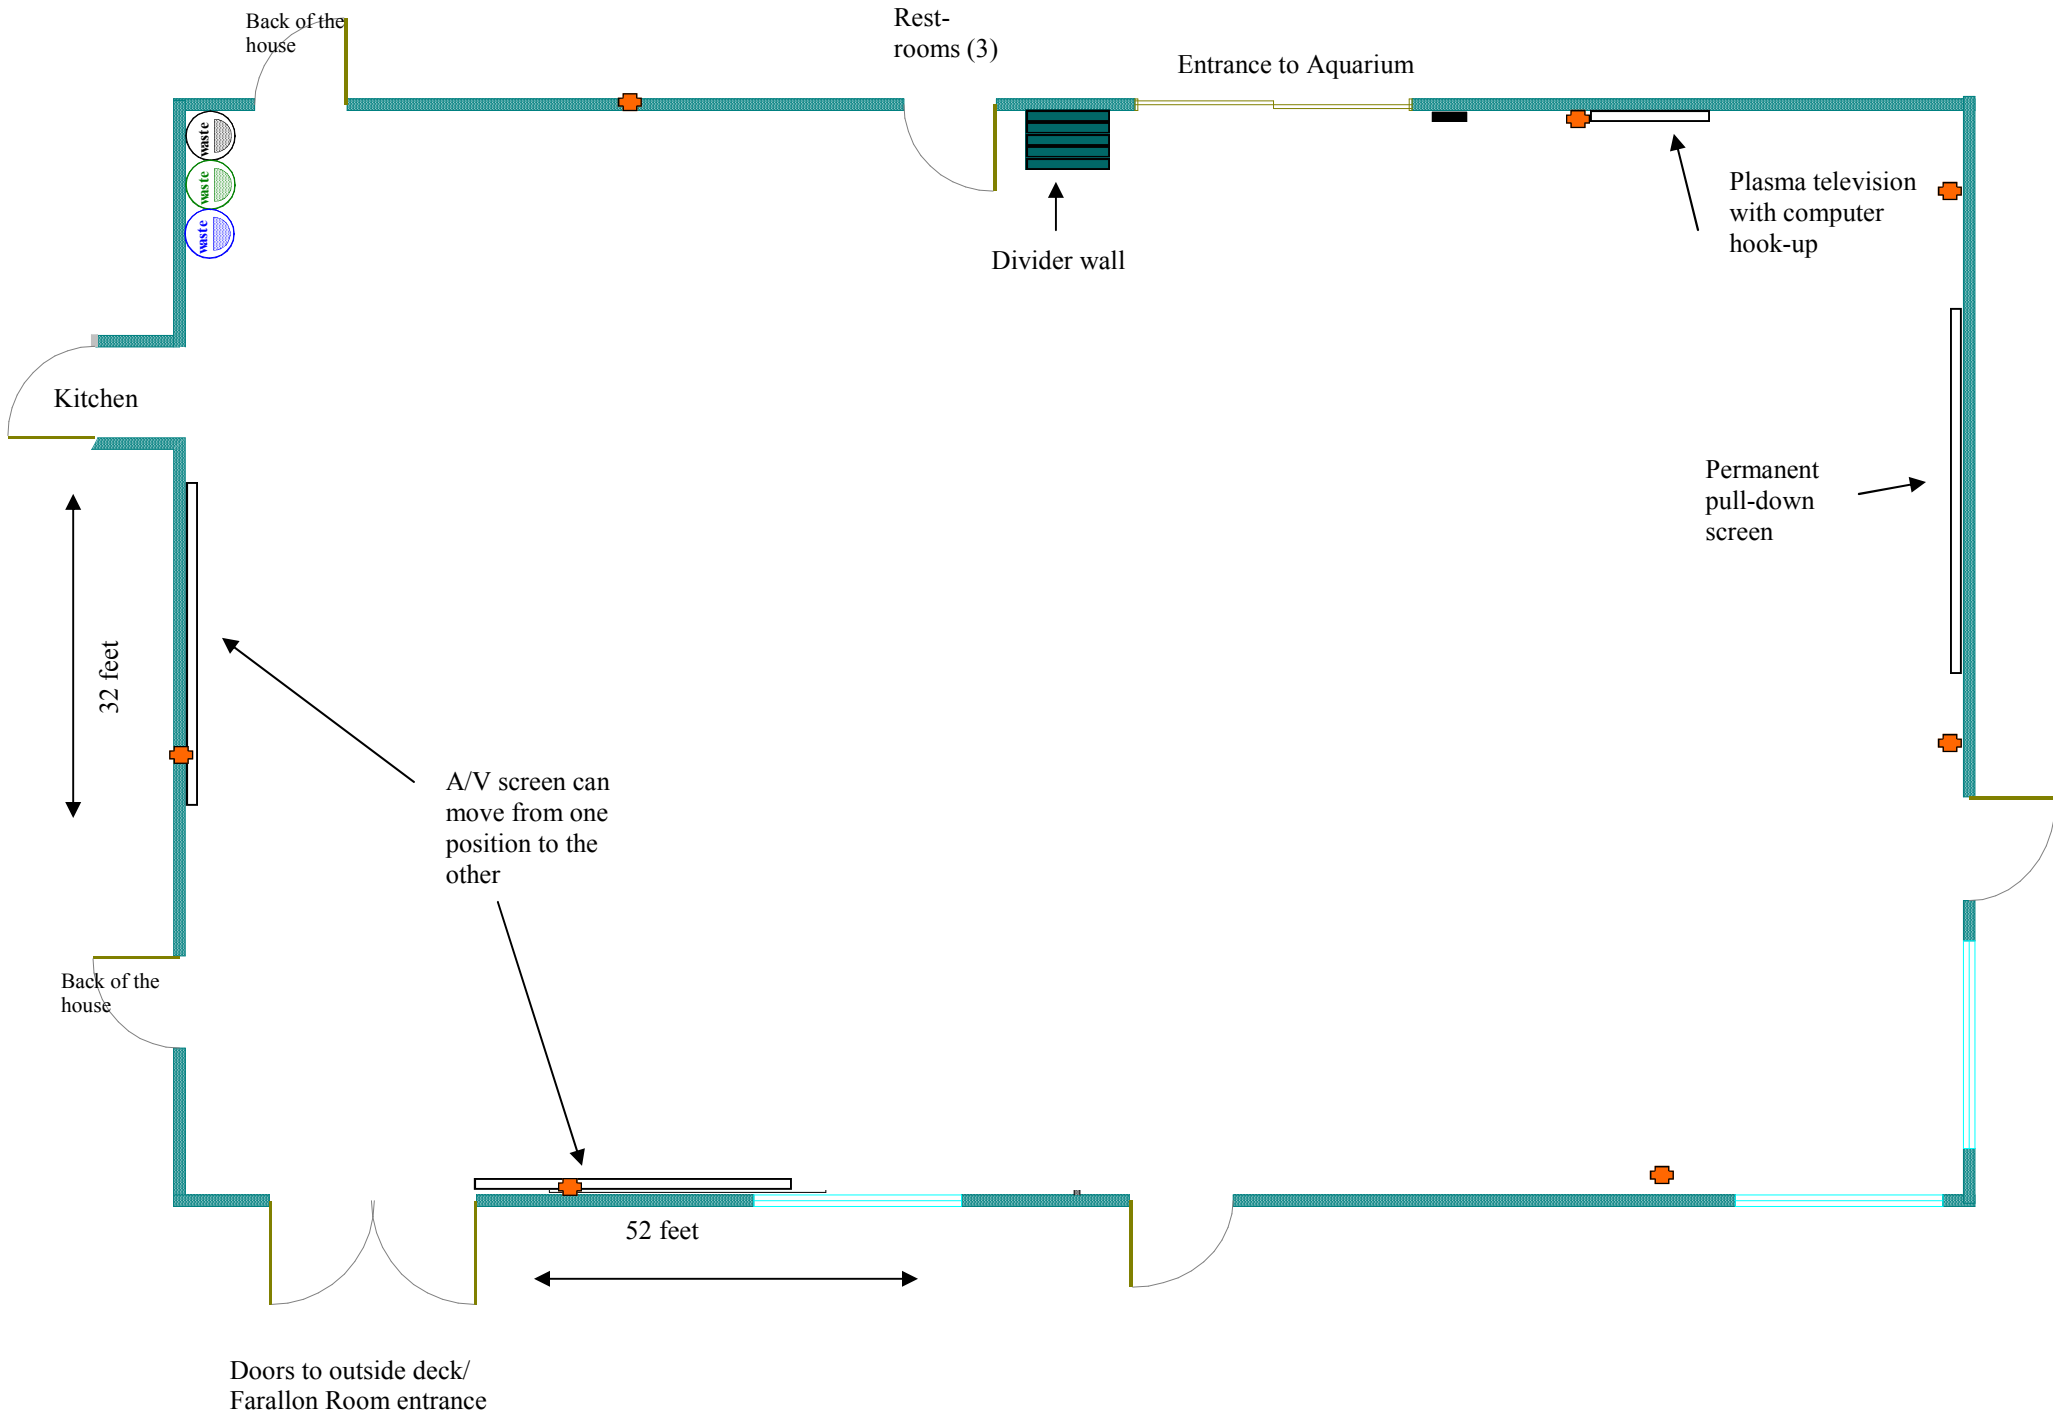 Back of the
house
Rest-
rooms (3)
Entrance to Aquarium
waste
waste
waste
Divider wall
Plasma television
with computer
hook-up
Kitchen
Permanent
pull-down
screen
32 feet
A/V screen can
move from one
position to the
other
Back of the
house
52 feet
Doors to outside deck/
Farallon Room entrance